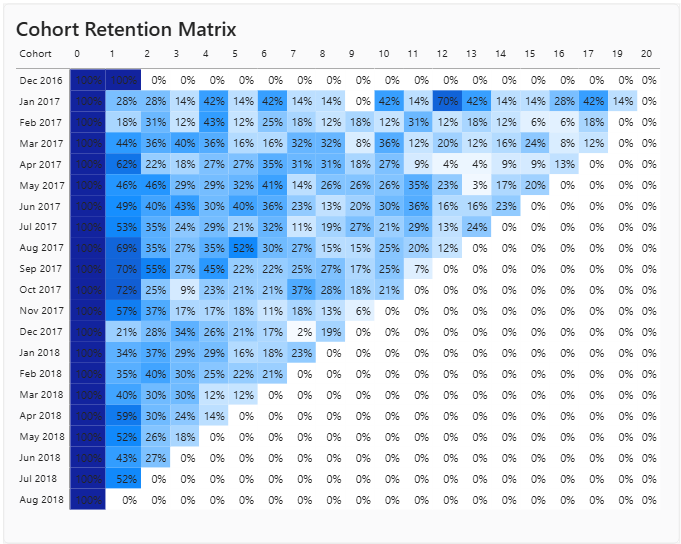 Cohort Retention Matrix
Cohort 0 1 2 3 4 5 6 7 8 9 10 11 12 13 14 15 16 17 19 20
Dec 2016 100% 100% 0% 0% 0% 0% 0% 0% 0% 0% 0% 0% 0% 0% 0% 0% 0% 0% 0% 0%
Jan 2017 100% 28% 28% 14% 42% 14% 42% 14% 14% 0% 42% 14% 70% 42% 14% 14% 28% 42% 14% 0%
Feb 2017 100% 18% 31% 12% 43% 12% 25% 18% 12% 18% 12% 31% 12% 18% 12% 6% 6% 18% 0% 0%
Mar 2017 100% 44% 36% 40% 36% 16% 16% 32% 32% 8% 36% 12% 20% 12% 16% 24% 8% 12% 0% 0%
Apr 2017 100% 62% 22% 18% 27% 27% 35% 31% 31% 18% 27% 9% 4% 4% 9% 9% 13% 0% 0% 0%
May 2017 100% 46% 46% 29% 29% 32% 41% 14% 26% 26% 26% 35% 23% 3% 17% 20% 0% 0% 0% 0%
Jun 2017 100% 49% 40% 43% 30% 40% 36% 23% 13% 20% 30% 36% 16% 16% 23% 0% 0% 0% 0% 0%
Jul 2017 100% 53% 35% 24% 29% 21% 32% 11% 19% 27% 21% 29% 13% 24% 0% 0% 0% 0% 0% 0%
Aug 2017 100% 69% 35% 27% 35% 52% 30% 27% 15% 15% 25% 20% 12% 0% 0% 0% 0% 0% 0% 0%
Sep 2017 100% 70% 55% 27% 45% 22% 22% 25% 27% 17% 25% 7% 0% 0% 0% 0% 0% 0% 0% 0%
Oct 2017 100% 72% 25% 9% 23% 21% 21% 37% 28% 18% 21% 0% 0% 0% 0% 0% 0% 0% 0% 0%
Nov 2017 100% 57% 37% 17% 17% 18% 11% 18% 13% 6% 0% 0% 0% 0% 0% 0% 0% 0% 0% 0%
Dec 2017 100% 21% 28% 34% 26% 21% 17% 2% 19% 0% 0% 0% 0% 0% 0% 0% 0% 0% 0% 0%
Jan 2018 100% 34% 37% 29% 29% 16% 18% 23% 0% 0% 0% 0% 0% 0% 0% 0% 0% 0% 0% 0%
Feb 2018 100% 35% 40% 30% 25% 22% 21% 0% 0% 0% 0% 0% 0% 0% 0% 0% 0% 0% 0% 0%
Mar 2018 100% 40% 30% 30% 12% 12% 0% 0% 0% 0% 0% 0% 0% 0% 0% 0% 0% 0% 0% 0%
Apr 2018 100% 59% 30% 24% 14% 0% 0% 0% 0% 0% 0% 0% 0% 0% 0% 0% 0% 0% 0% 0%
May 2018 100% 52% 26% 18% 0% 0% 0% 0% 0% 0% 0% 0% 0% 0% 0% 0% 0% 0% 0% 0%
Jun 2018 100% 43% 27% 0% 0% 0% 0% 0% 0% 0% 0% 0% 0% 0% 0% 0% 0% 0% 0% 0%
Jul 2018 100% 52% 0% 0% 0% 0% 0% 0% 0% 0% 0% 0% 0% 0% 0% 0% 0% 0% 0% 0%
Aug 2018 100% 0% 0% 0% 0% 0% 0% 0% 0% 0% 0% 0% 0% 0% 0% 0% 0% 0% 0% 0%